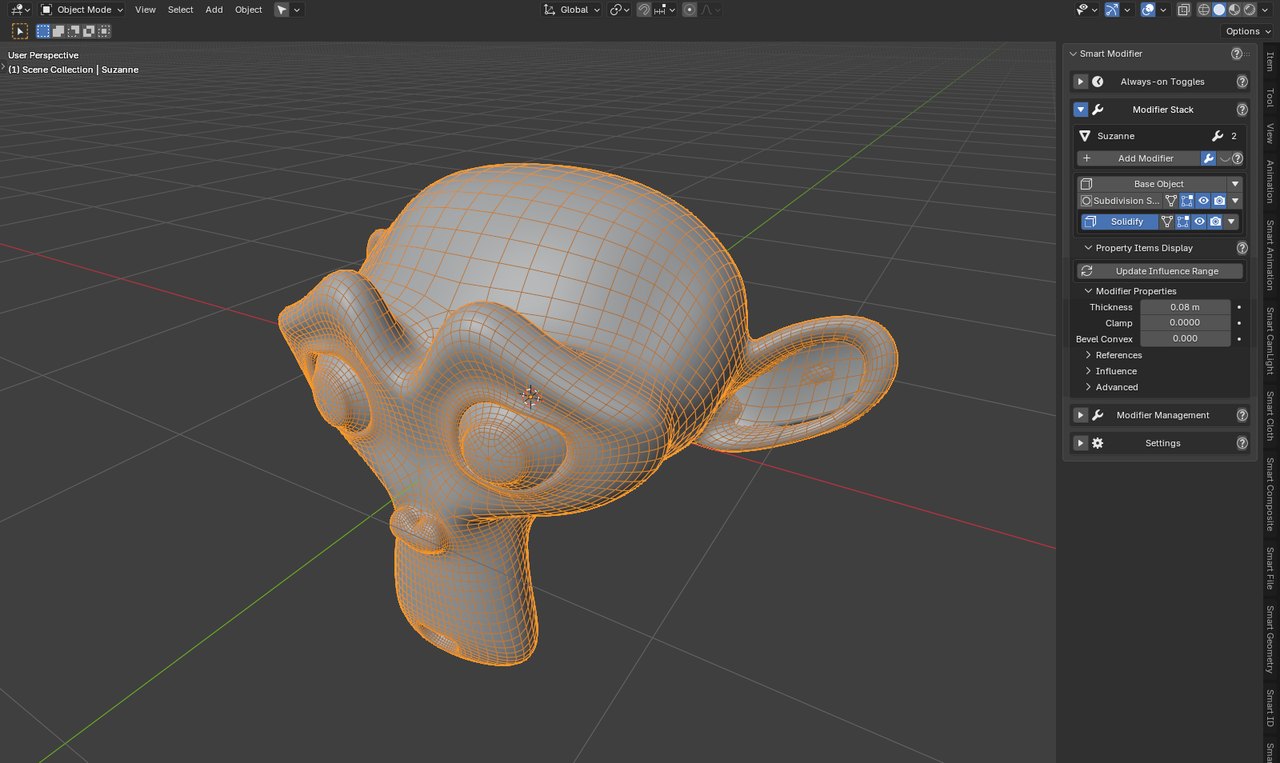 Object Mode View Select Add Object Global
Options
User Perspective
(1) Scene Collection | Suzanne
Smart Modifier
Always-on Toggles
Modifier Stack
Suzanne 2
Add Modifier
Base Object
Subdivision S...
Solidify
Property Items Display
Update Influence Range
Modifier Properties
Thickness 0.08 m
Clamp 0.0000
Bevel Convex 0.000
References
Influence
Advanced
Modifier Management
Settings
Item
Tool
View
Animation
Smart Animation
Smart CamLight
Smart Cloth
Smart Composite
Smart File
Smart Geometry
Smart ID